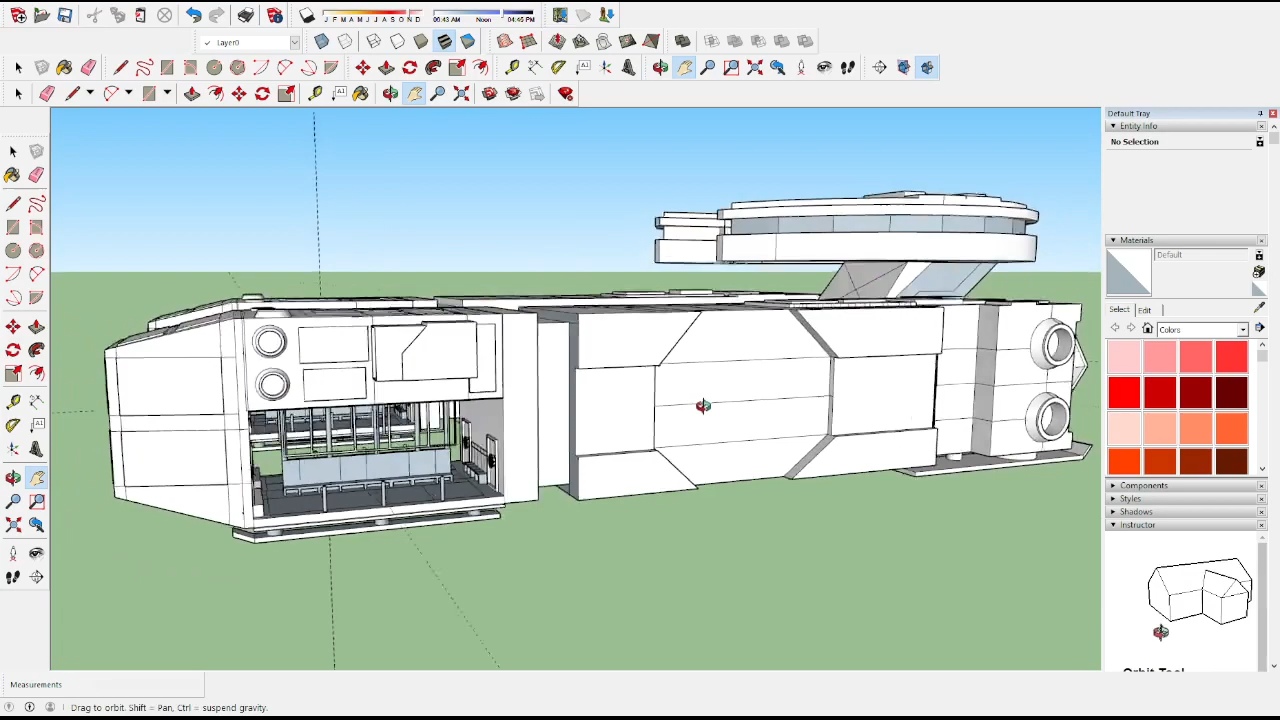 J F M A M J J A S O N D
06:43 AM Noon 04:46 PM
Layer0
Default Tray
Entity Info
No Selection
Materials
Default
Select Edit
Colors
Components
Styles
Shadows
Instructor
Measurements
Drag to orbit. Shift = Pan, Ctrl = suspend gravity.